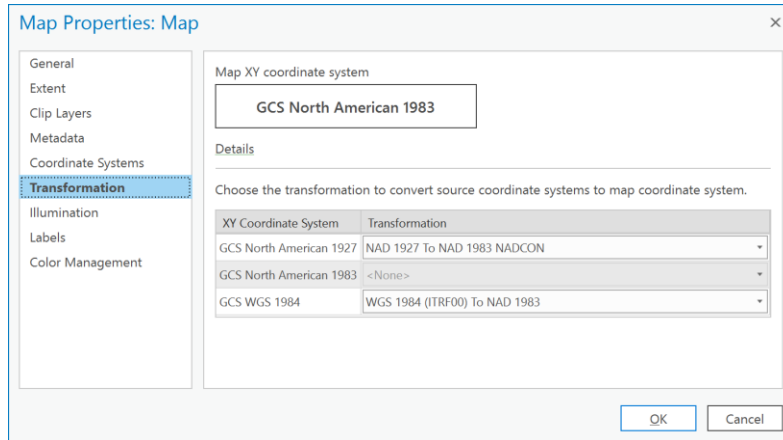 Map Properties: Map
General
Extent
Clip Layers
Metadata
Coordinate Systems
Transformation
Illumination
Labels
Color Management
Map XY coordinate system
GCS North American 1983
Details
Choose the transformation to convert source coordinate systems to map coordinate system.
XY Coordinate System Transformation
GCS North American 1927 NAD 1927 To NAD 1983 NADCON
GCS North American 1983 <None>
GCS WGS 1984 WGS 1984 (ITRF00) To NAD 1983
OK Cancel